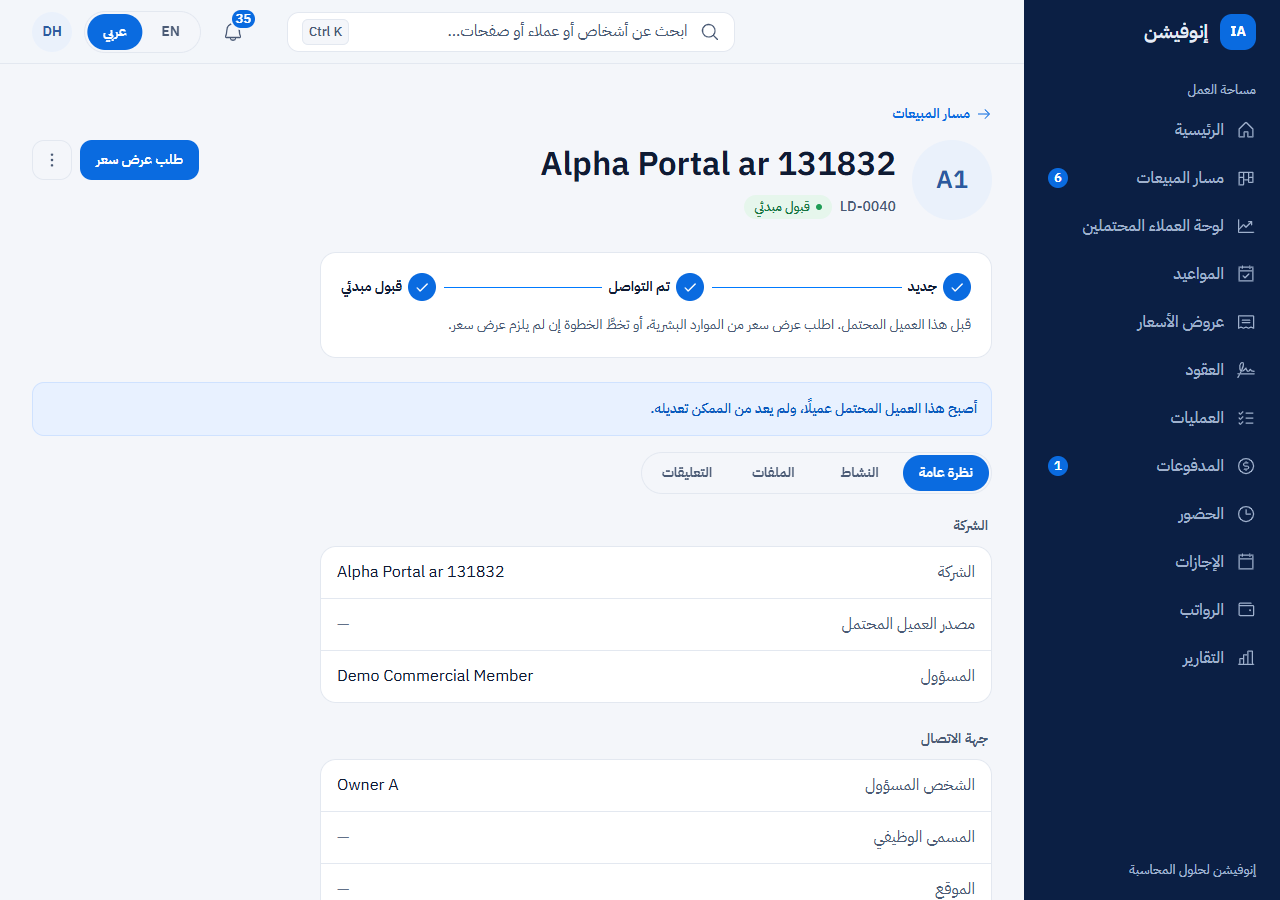 IA
إنوفيشن
مساحة العمل
الرئيسية
مسار المبيعات
6
لوحة العملاء المحتملين
المواعيد
عروض الأسعار
العقود
العمليات
المدفوعات
1
الحضور
الإجازات
الرواتب
التقارير
إنوفيشن لحلول المحاسبة
ابحث عن أشخاص أو عملاء أو صفحات...
Ctrl K
35
EN
عربي
DH
مسار المبيعات
A1
Alpha Portal ar 131832
LD-0040
قبول مبدئي
طلب عرض سعر
جديد
تم التواصل
قبول مبدئي
قبل هذا العميل المحتمل. اطلب عرض سعر من الموارد البشرية، أو تخطَّ الخطوة إن لم يلزم عرض سعر.
أصبح هذا العميل المحتمل عميلًا، ولم يعد من الممكن تعديله.
نظرة عامة
النشاط
الملفات
التعليقات
الشركة
الشركة
Alpha Portal ar 131832
مصدر العميل المحتمل
—
المسؤول
Demo Commercial Member
جهة الاتصال
الشخص المسؤول
Owner A
المسمى الوظيفي
—
الموقع
—